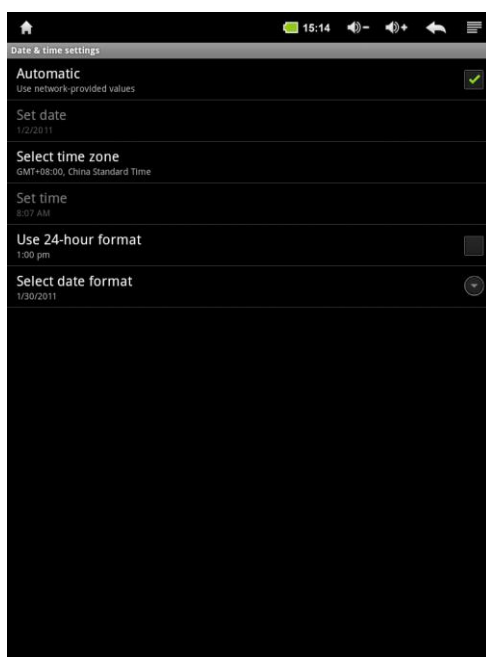 15:14
Date & time settings
Automatic
Use network-provided values
Set date
1/2/2011
Select time zone
GMT+08:00, China Standard Time
Set time
8:07 AM
Use 24-hour format
1:00 pm
Select date format
1/30/2011